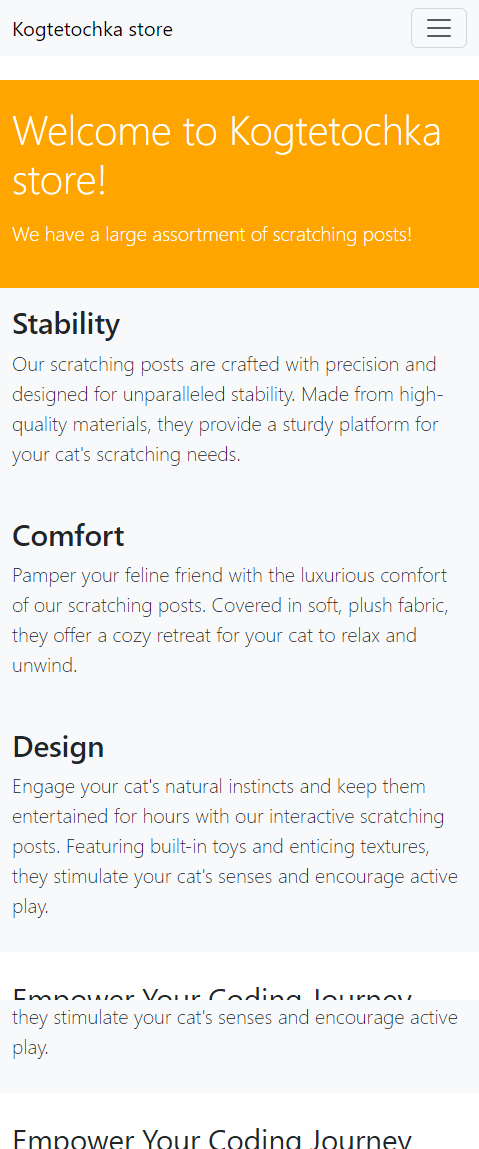 Kogtetochka store
Welcome to Kogtetochka
store!
We have a large assortment of scratching posts!
Stability
Our scratching posts are crafted with precision and
designed for unparalleled stability. Made from high-
quality materials, they provide a sturdy platform for
your cat's scratching needs.
Comfort
Pamper your feline friend with the luxurious comfort
of our scratching posts. Covered in soft, plush fabric,
they offer a cozy retreat for your cat to relax and
unwind.
Design
Engage your cat's natural instincts and keep them
entertained for hours with our interactive scratching
posts. Featuring built-in toys and enticing textures,
they stimulate your cat's senses and encourage active
play.
Empower Your Coding Journey
they stimulate your cat's senses and encourage active
play.
Empower Your Coding Journey